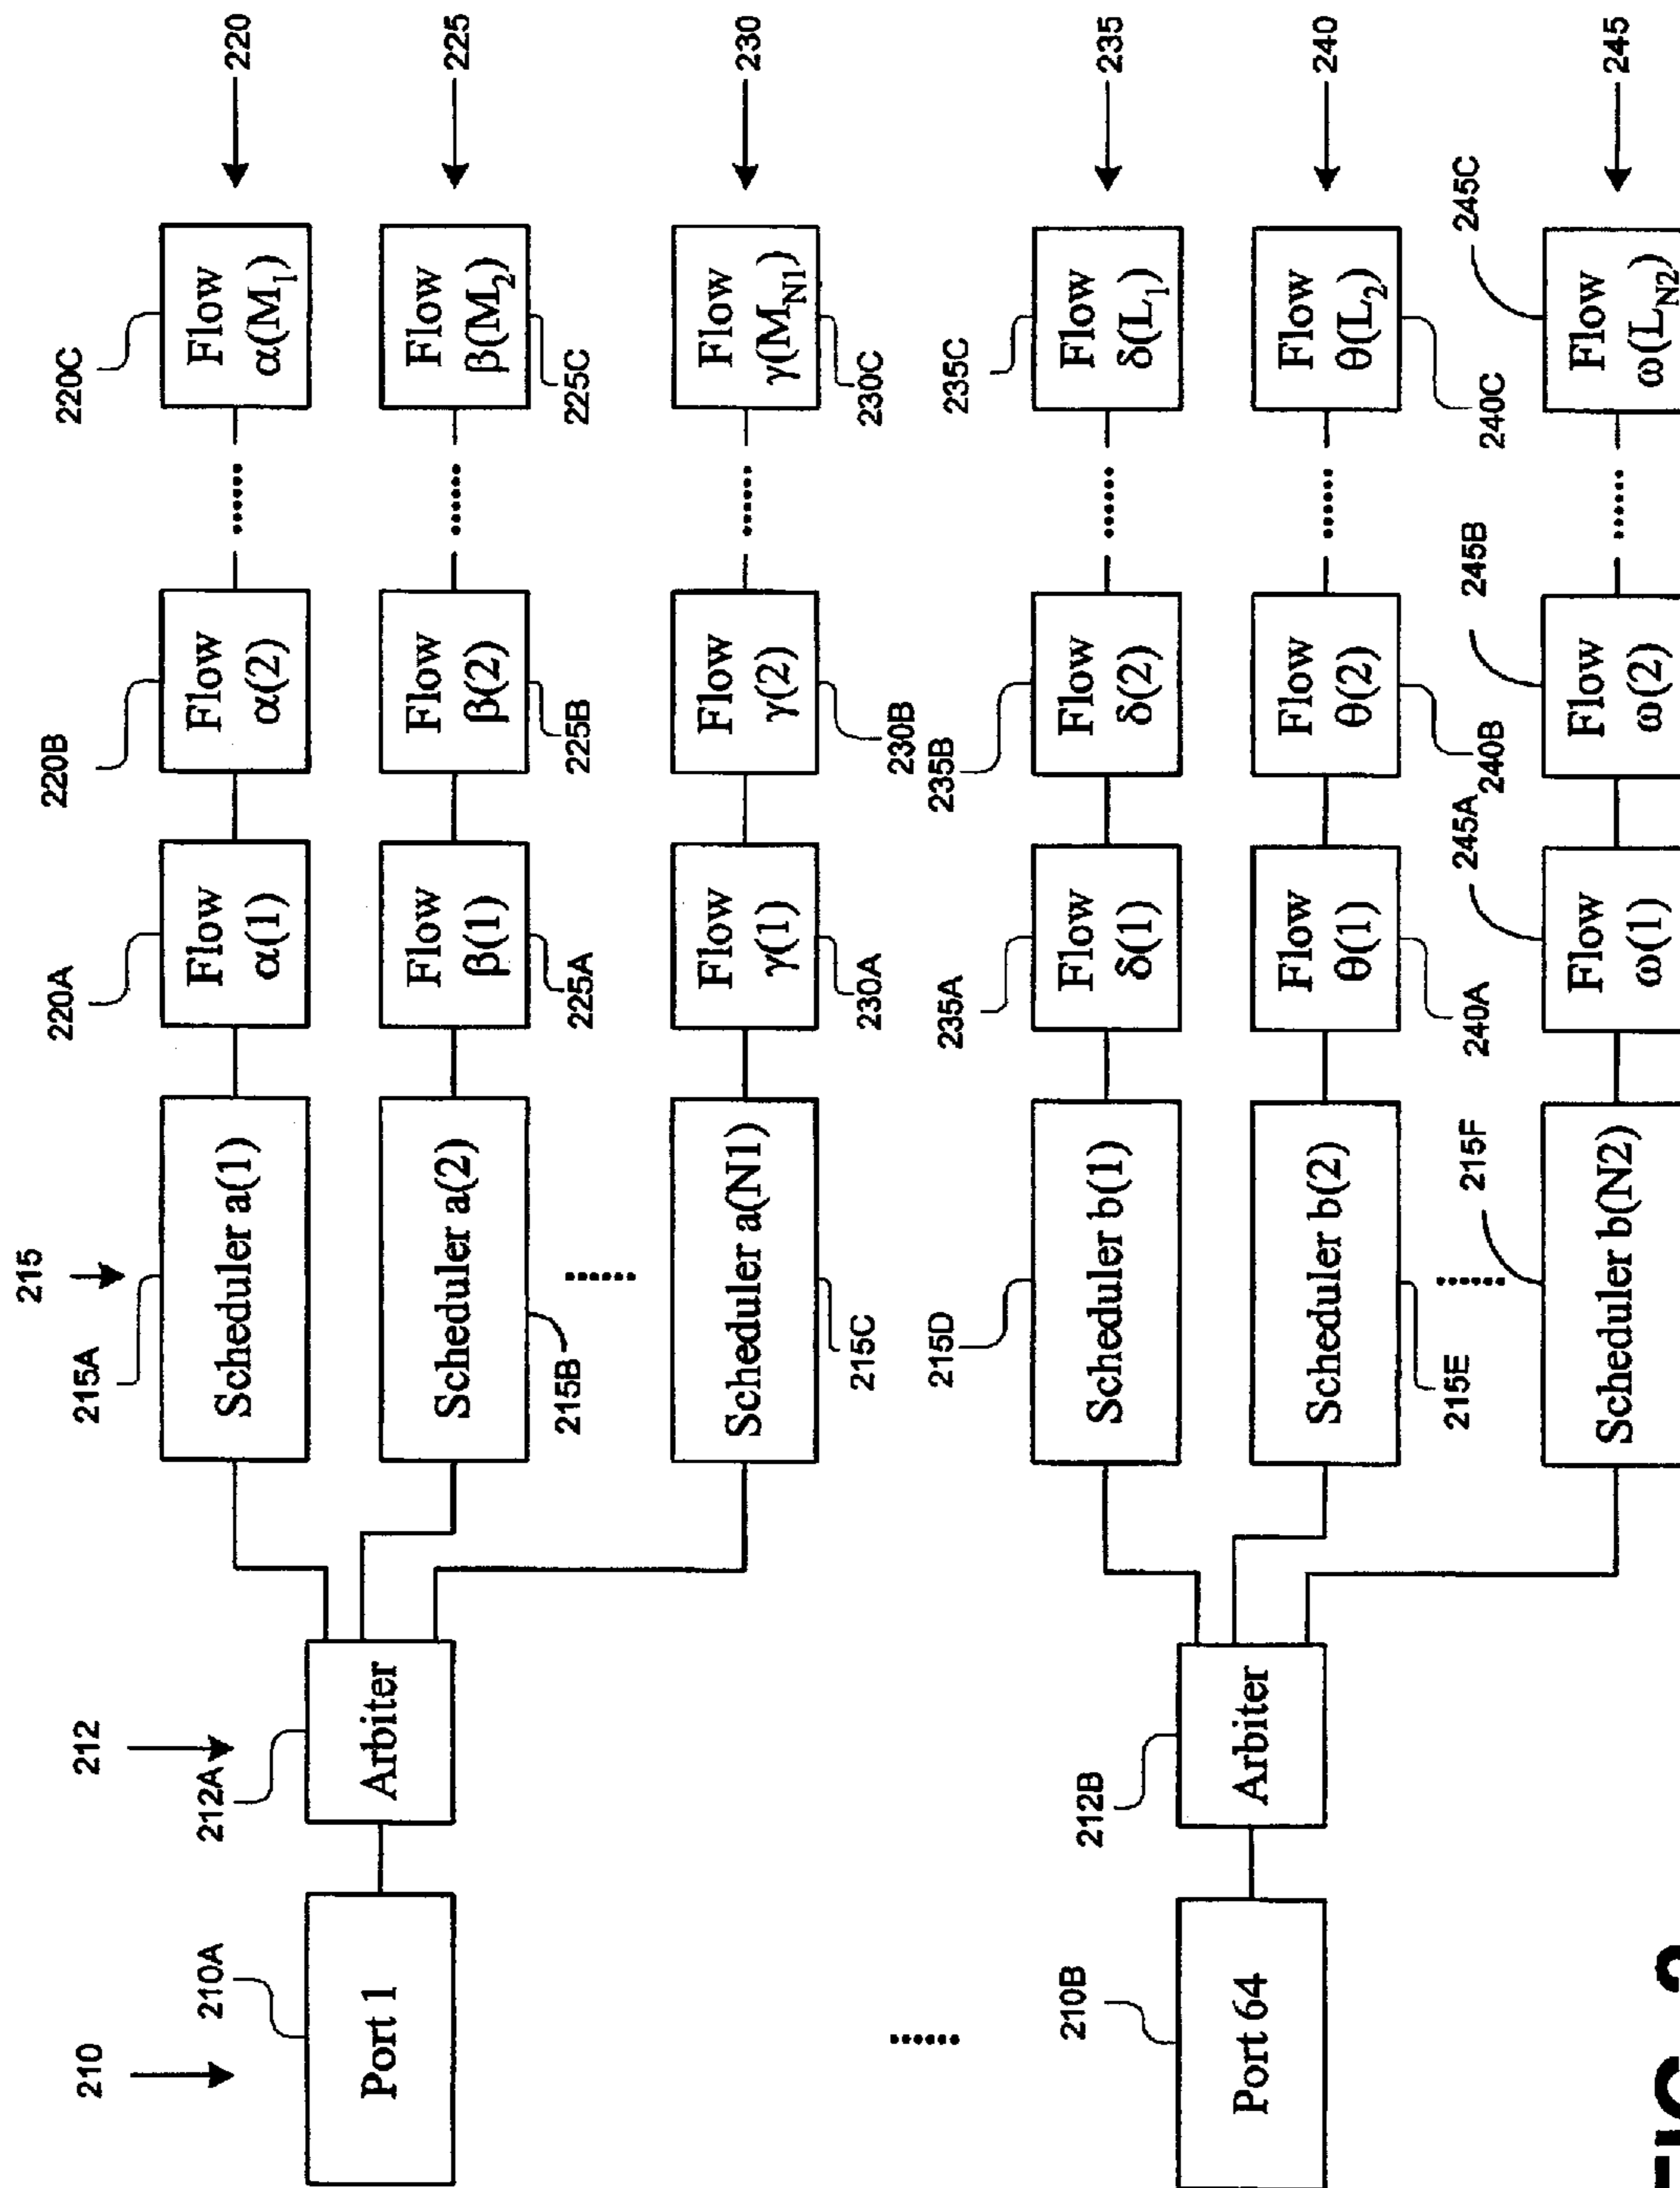 210
210A
212
212A
215
215A
220A
220B
220C
220
Port 1
Arbiter
Scheduler a(1)
Flow
α(1)
Flow
α(2)
......
Flow
α(M₁)
Scheduler a(2)
Flow
β(1)
Flow
β(2)
......
Flow
β(M₂)
225
215B
225A
225B
225C
......
Scheduler a(N1)
Flow
γ(1)
Flow
γ(2)
......
Flow
γ(M_N1)
230
215C
230A
230B
230C
......
210B
212B
215D
235A
235B
235C
Port 64
Arbiter
Scheduler b(1)
Flow
δ(1)
Flow
δ(2)
......
Flow
δ(L₁)
235
Scheduler b(2)
Flow
θ(1)
Flow
θ(2)
......
Flow
θ(L₂)
240
215E
240A
240B
240C
......
215F
245A
245B
245C
Scheduler b(N2)
Flow
ω(1)
Flow
ω(2)
......
Flow
ω(L_N2)
245